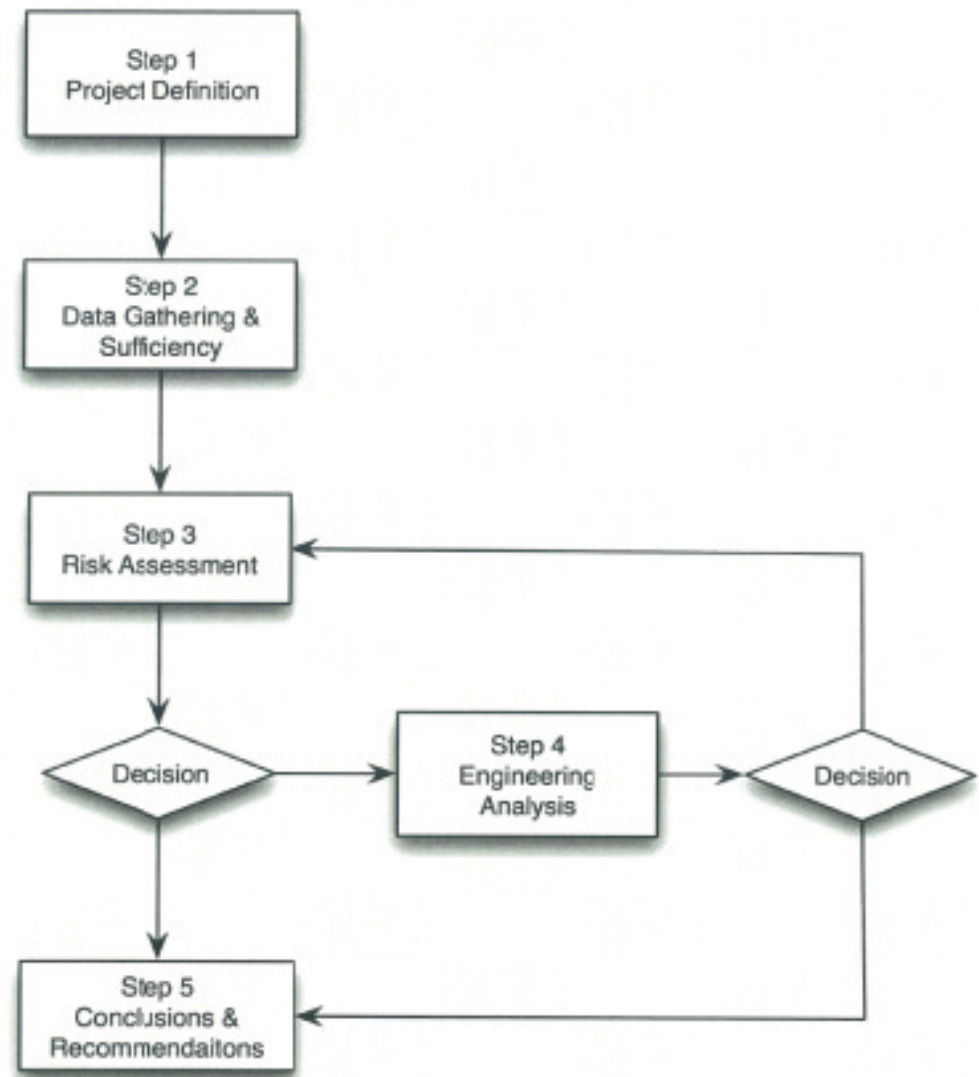 Step 1
Project Definition
Step 2
Data Gathering &
Sufficiency
Step 3
Risk Assessment
Decision
Step 4
Engineering
Analysis
Decision
Step 5
Conclusions &
Recommendaitons